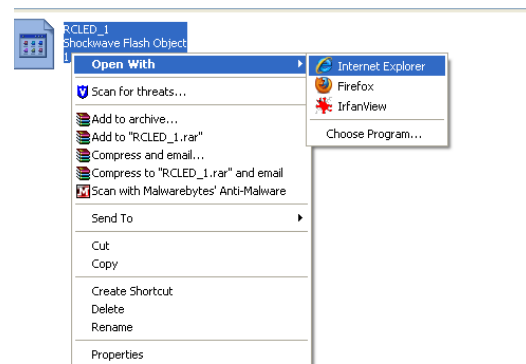 RCLED_1
Shockwave Flash Object
1
Open With
Scan for threats...
Add to archive...
Add to "RCLED_1.rar"
Compress and email...
Compress to "RCLED_1.rar" and email
Scan with Malwarebytes' Anti-Malware
Send To
Cut
Copy
Create Shortcut
Delete
Rename
Properties
Internet Explorer
Firefox
IrfanView
Choose Program...